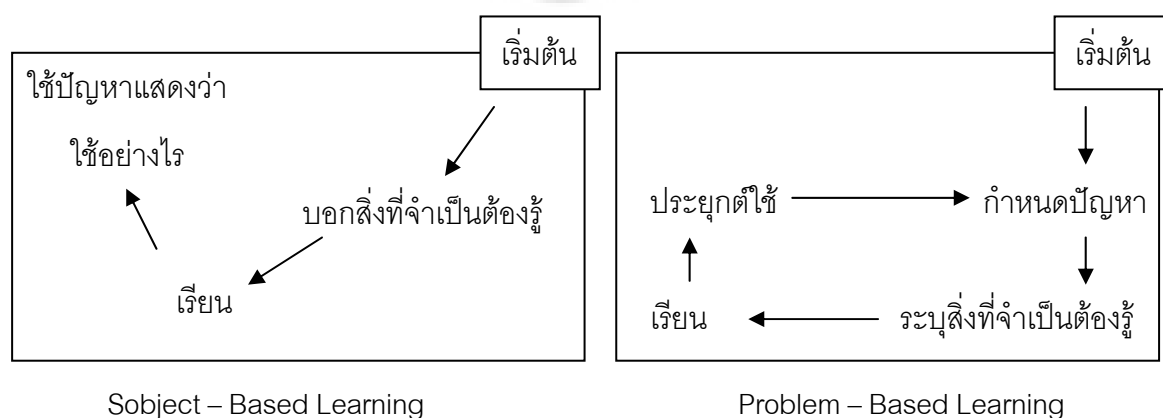 เริ่มต้น
ใช้ปัญหาแสดงว่า
ใช้อย่างไร
บอกสิ่งที่จำเป็นต้องรู้
เรียน
Sobject – Based Learning
เริ่มต้น
ประยุกต์ใช้
กำหนดปัญหา
เรียน
ระบุสิ่งที่จำเป็นต้องรู้
Problem – Based Learning